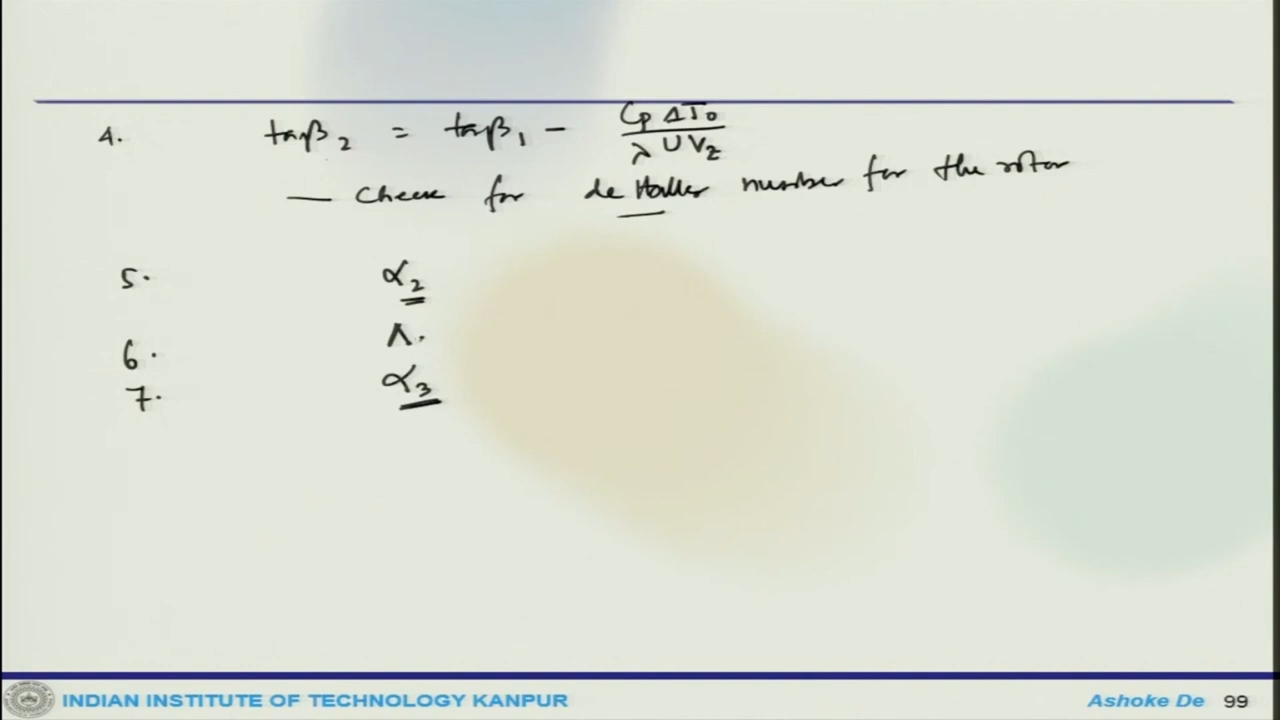 4. tanβ₂ = tanβ₁ − CpΔT₀ / λUV_z
— Check for de Haller number for the rotor
5. α₂
6. Λ.
7. α₃
INDIAN INSTITUTE OF TECHNOLOGY KANPUR
Ashoke De 99